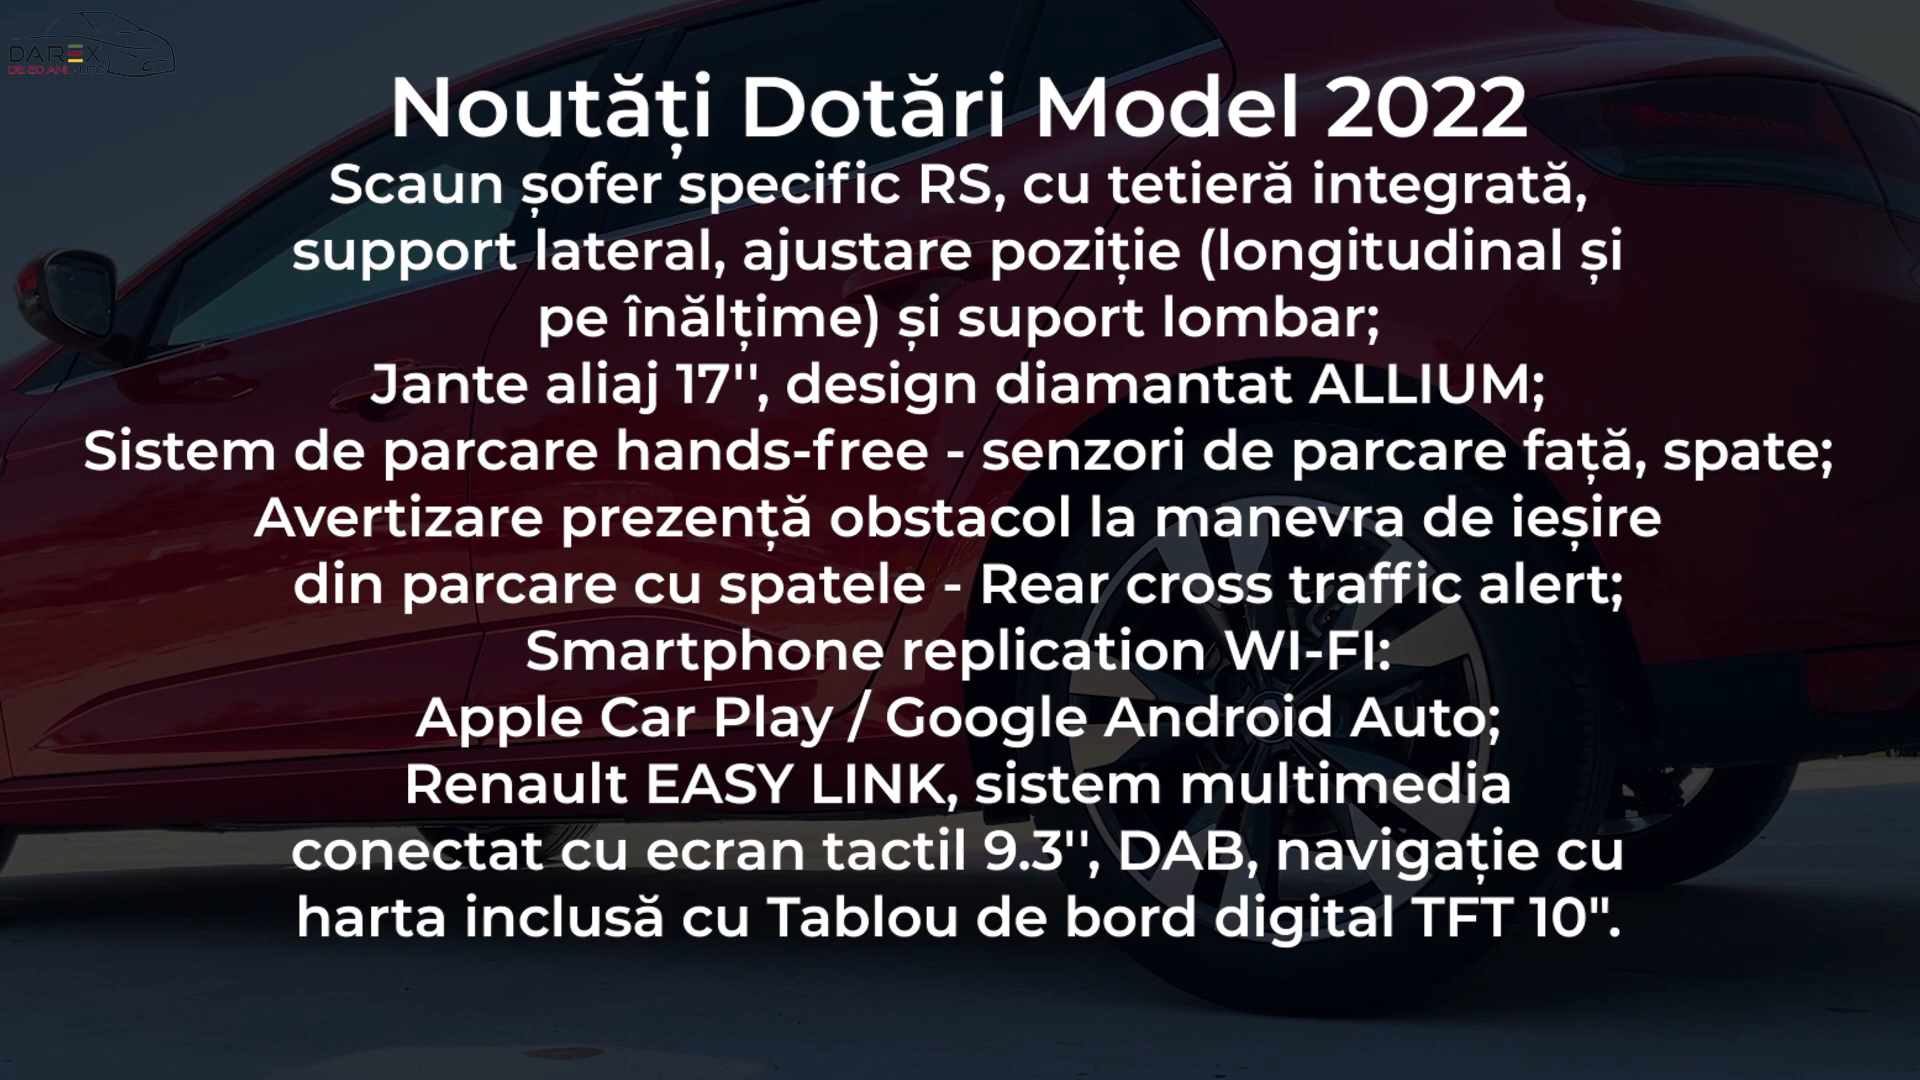 DAREX
DE 20 ANI AUTO
Noutăți Dotări Model 2022
Scaun șofer specific RS, cu tetieră integrată,
support lateral, ajustare poziție (longitudinal și
pe înălțime) și suport lombar;
Jante aliaj 17'', design diamantat ALLIUM;
Sistem de parcare hands-free - senzori de parcare față, spate;
Avertizare prezență obstacol la manevra de ieșire
din parcare cu spatele - Rear cross traffic alert;
Smartphone replication WI-FI:
Apple Car Play / Google Android Auto;
Renault EASY LINK, sistem multimedia
conectat cu ecran tactil 9.3'', DAB, navigație cu
harta inclusă cu Tablou de bord digital TFT 10".